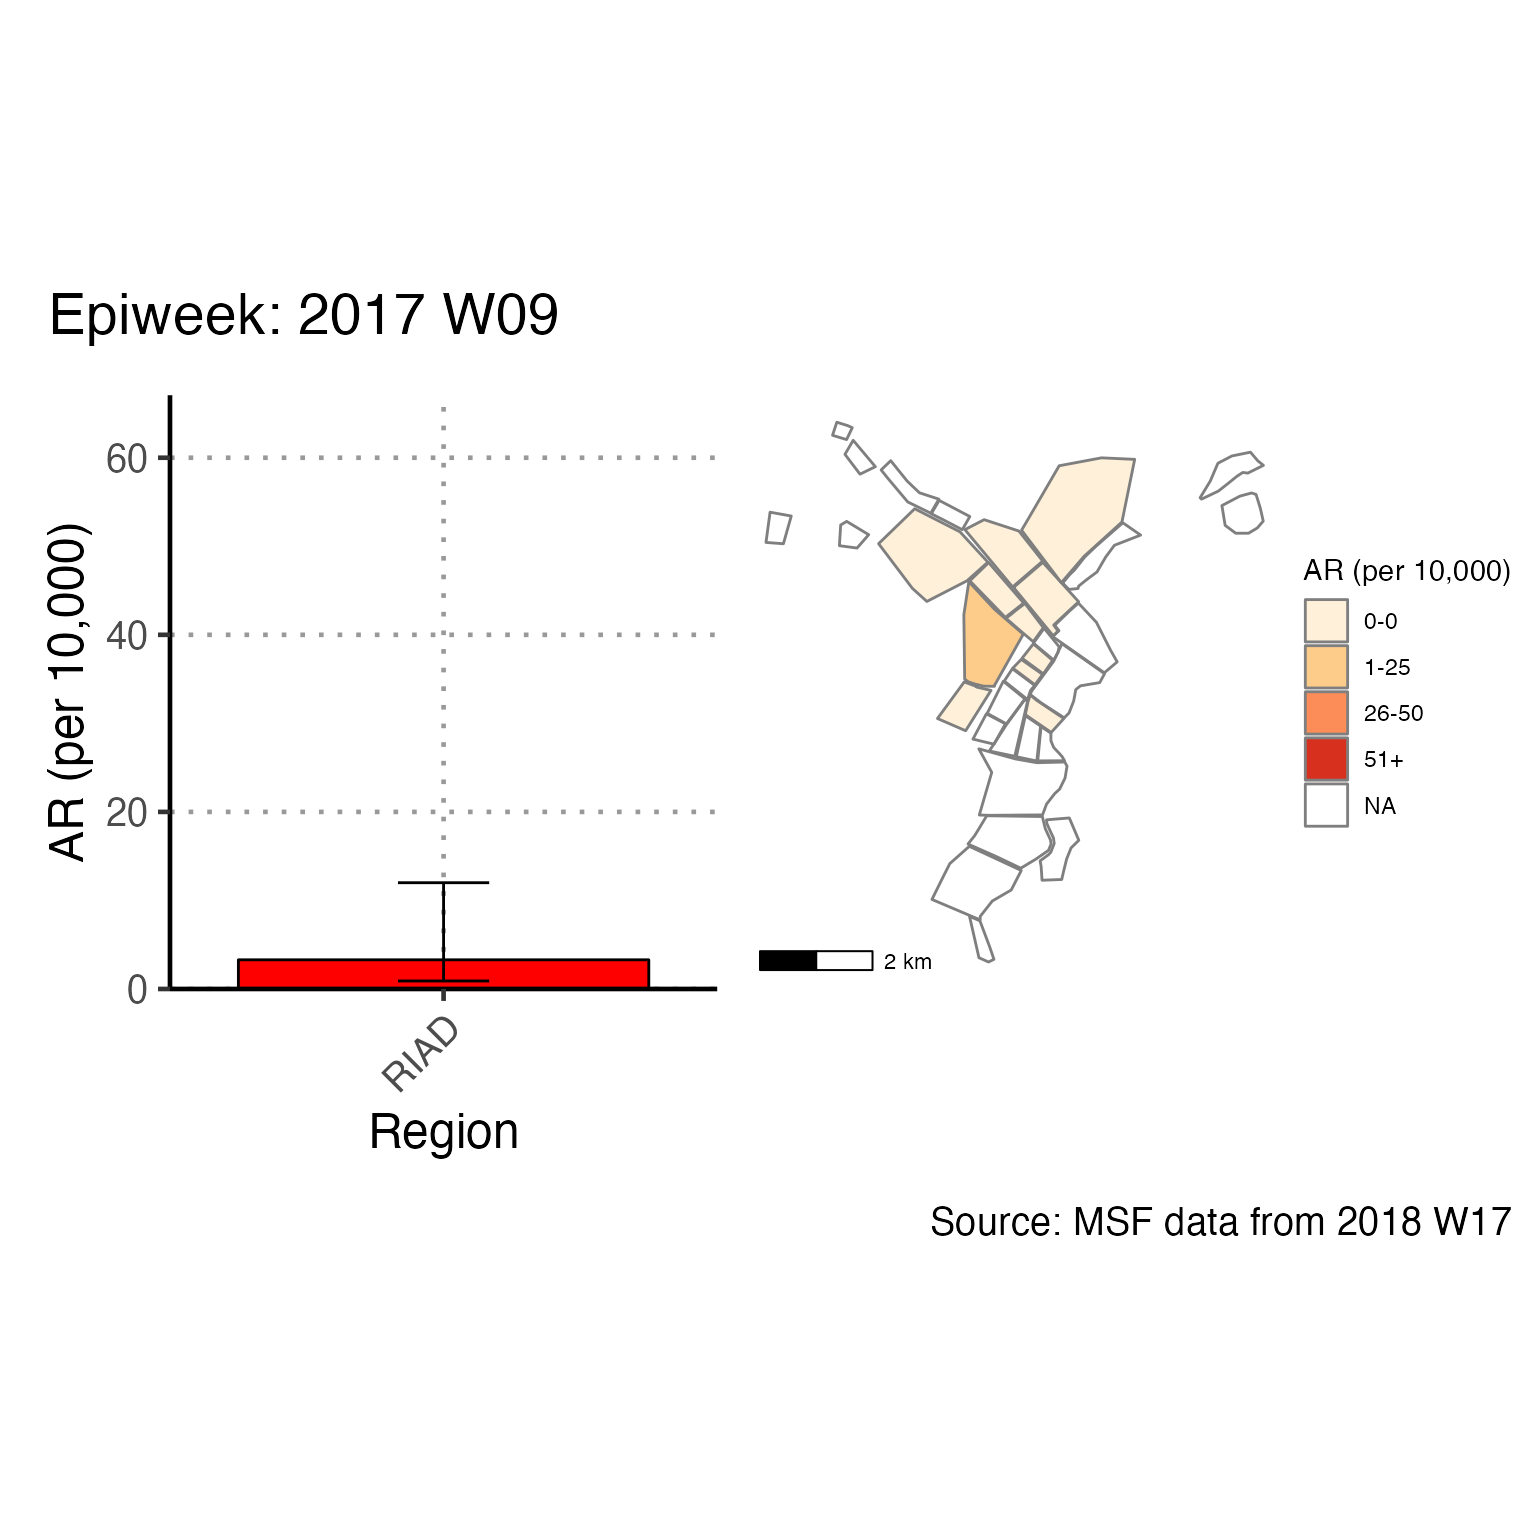 Epiweek: 2017 W09
AR (per 10,000)
60
40
20
0
RIAD
Region
2 km
AR (per 10,000)
0-0
1-25
26-50
51+
NA
Source: MSF data from 2018 W17